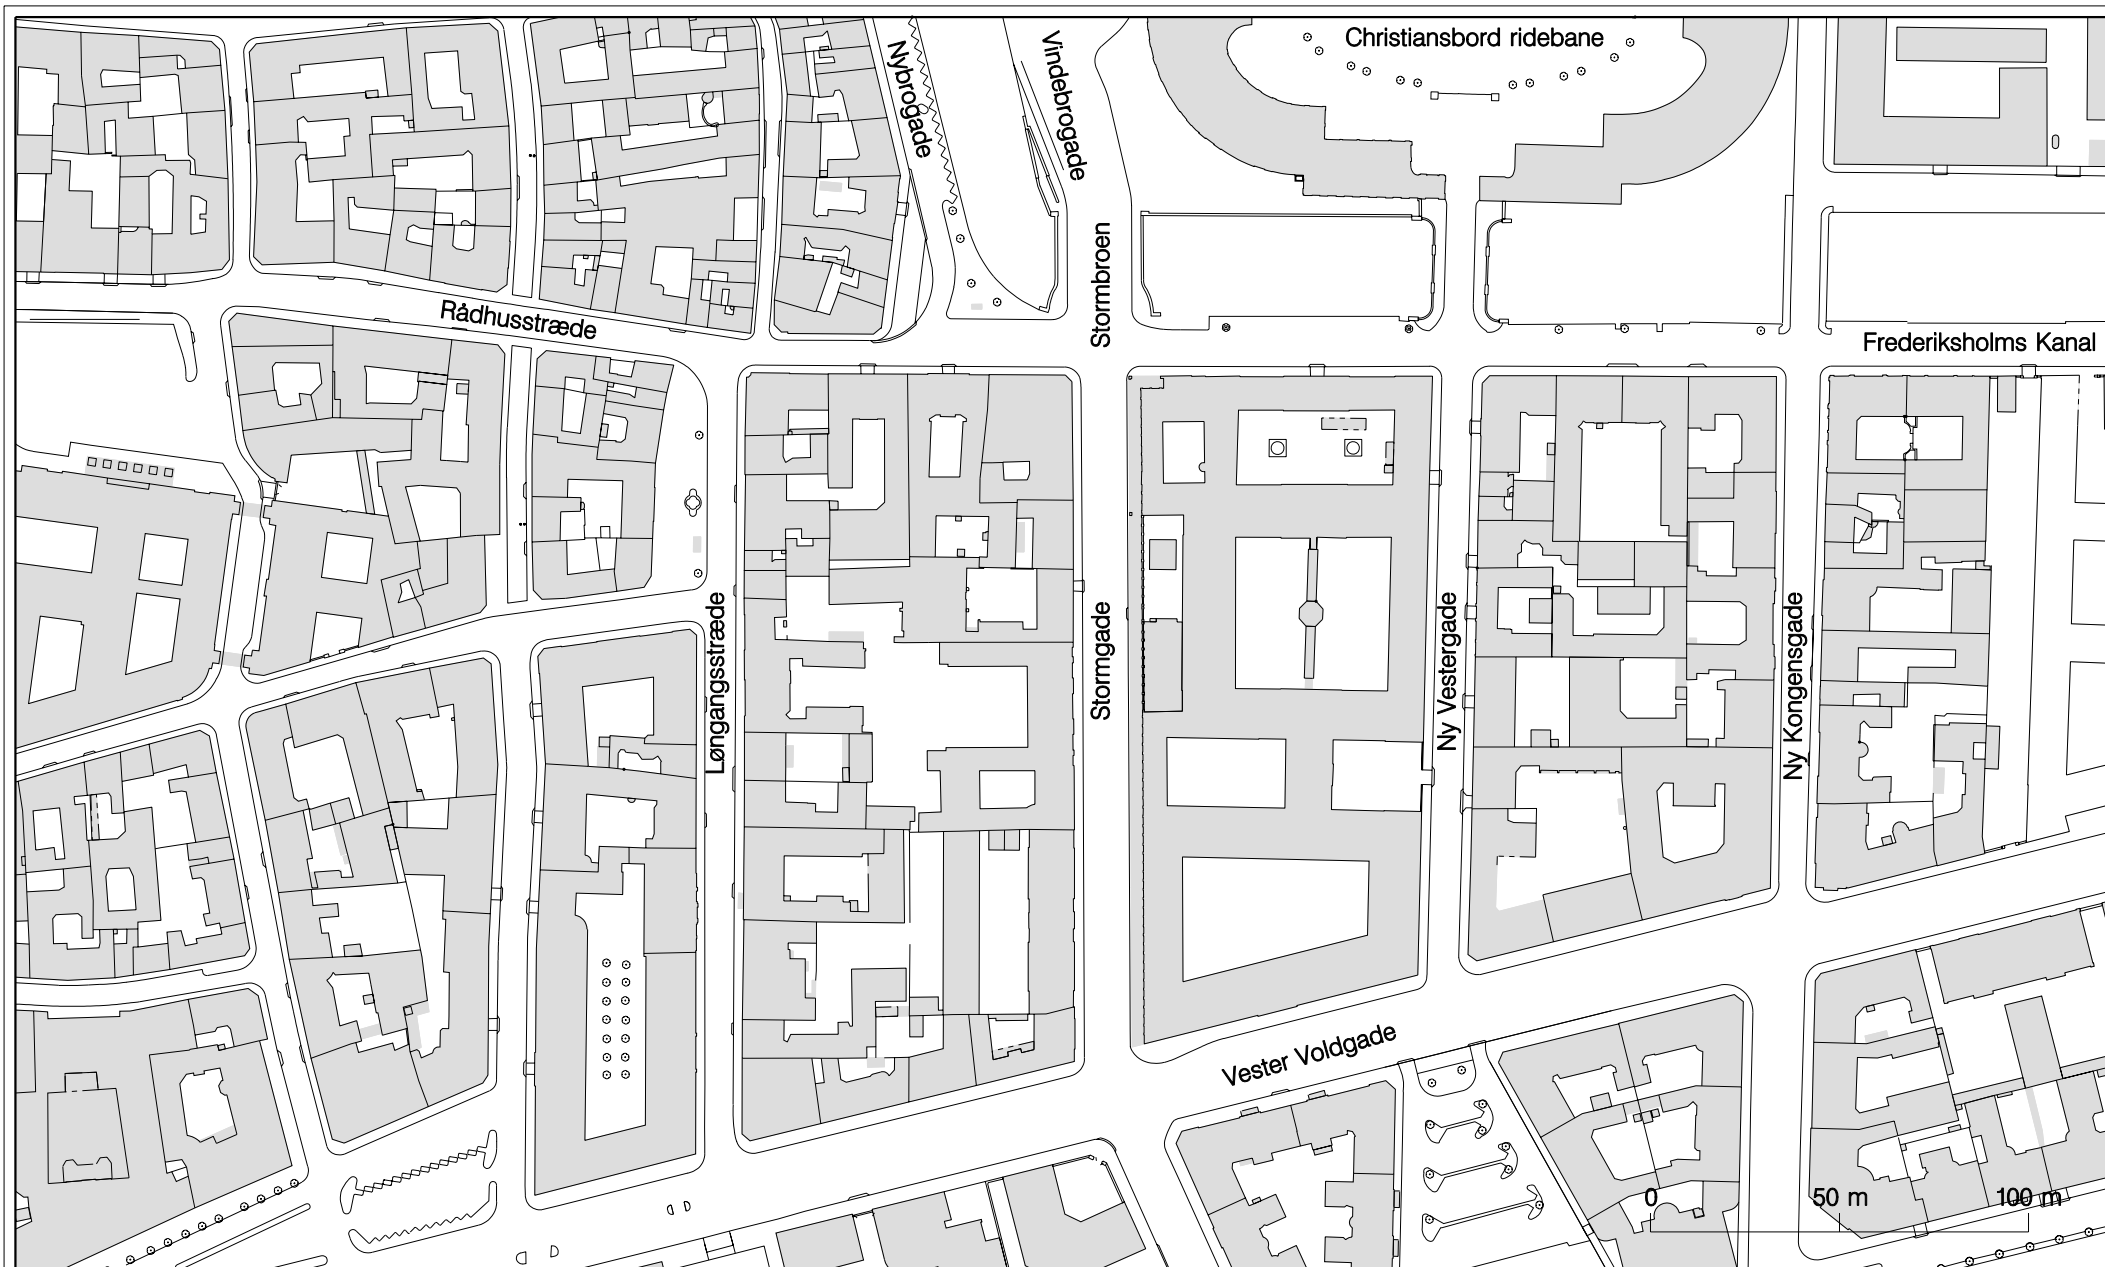 Christiansbord ridebane
Nybrogade
Vindebrogade
Stormbroen
Rådhusstræde
Frederiksholms Kanal
Løngangsstræde
Stormgade
Ny Vestergade
Ny Kongensgade
Vester Voldgade
0 50 m 100 m